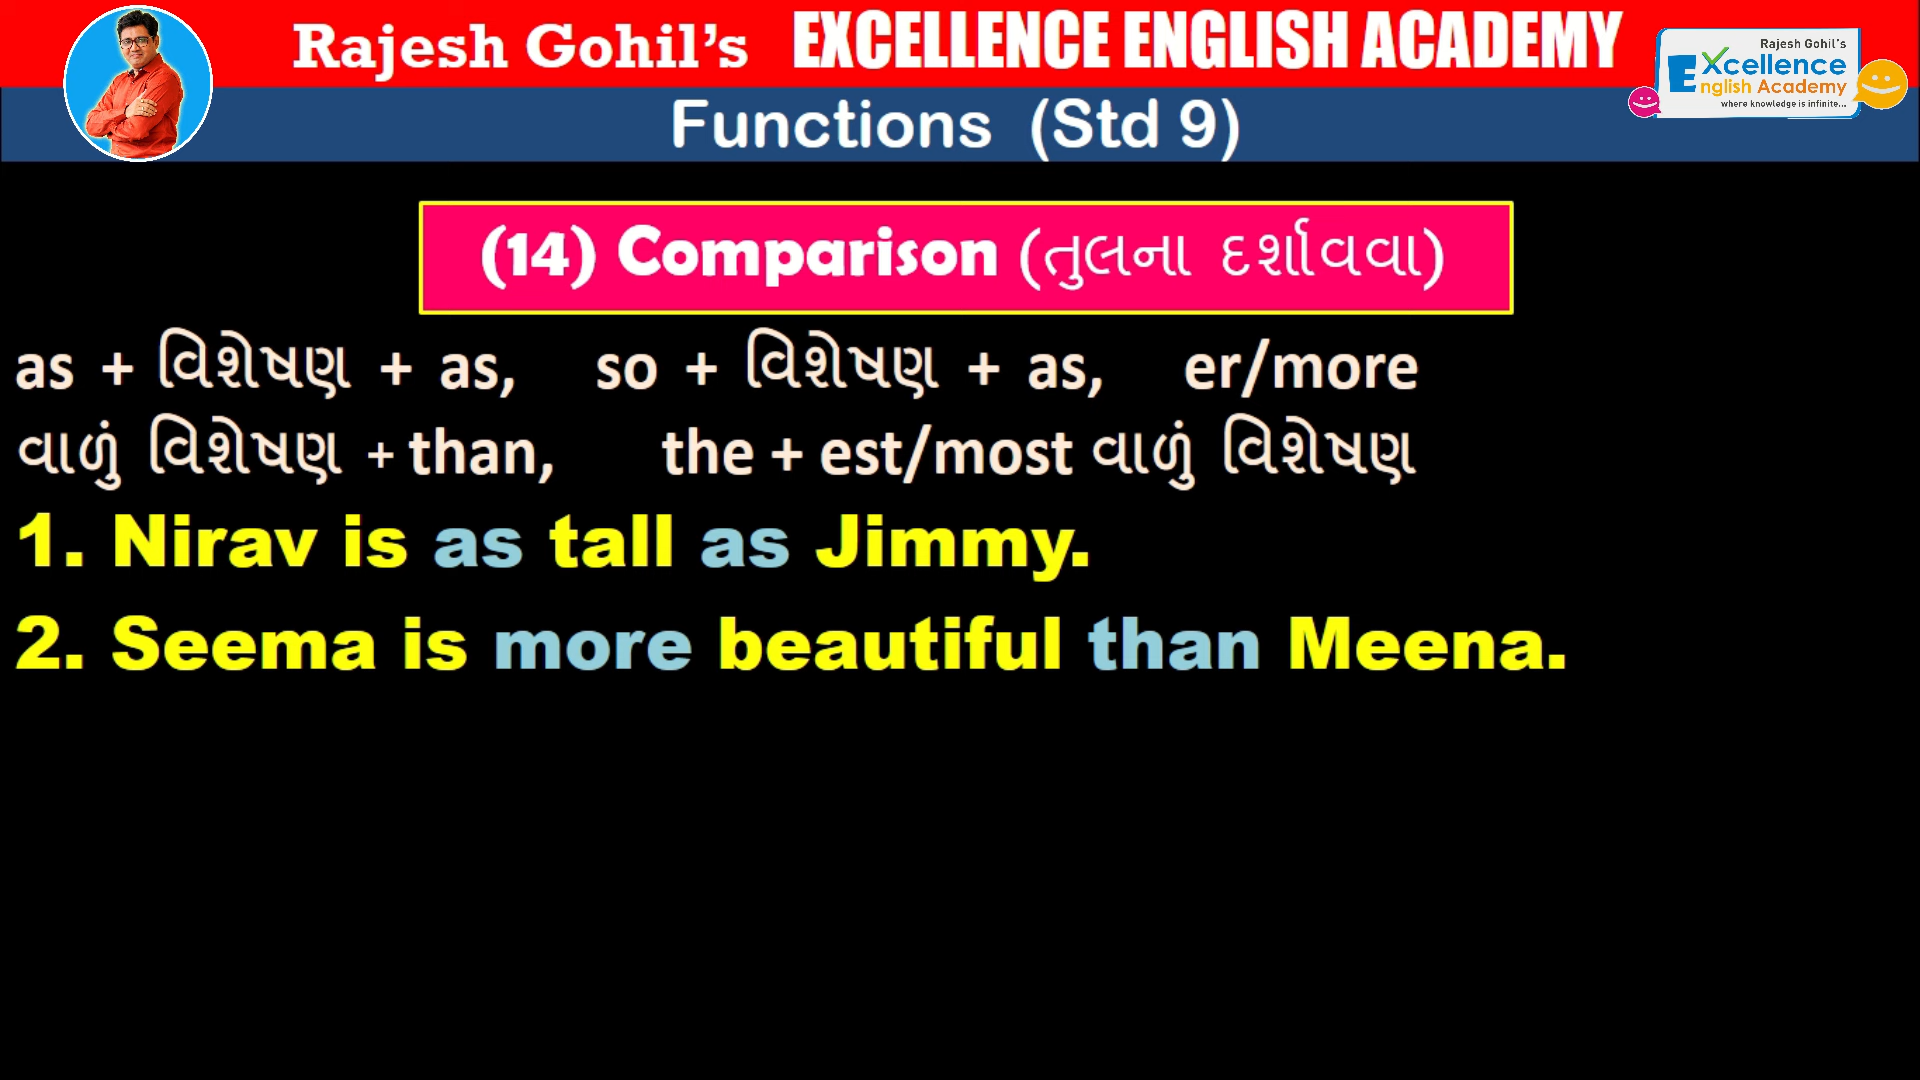 Rajesh Gohil’s EXCELLENCE ENGLISH ACADEMY
Rajesh Gohil's
Excellence
English Academy
where knowledge is infinite...
Functions (Std 9)
(14) Comparison (તુલના દર્શાવવા)
as + વિશેષણ + as, so + વિશેષણ + as, er/more
વાળું વિશેષણ + than, the + est/most વાળું વિશેષણ
1. Nirav is as tall as Jimmy.
2. Seema is more beautiful than Meena.